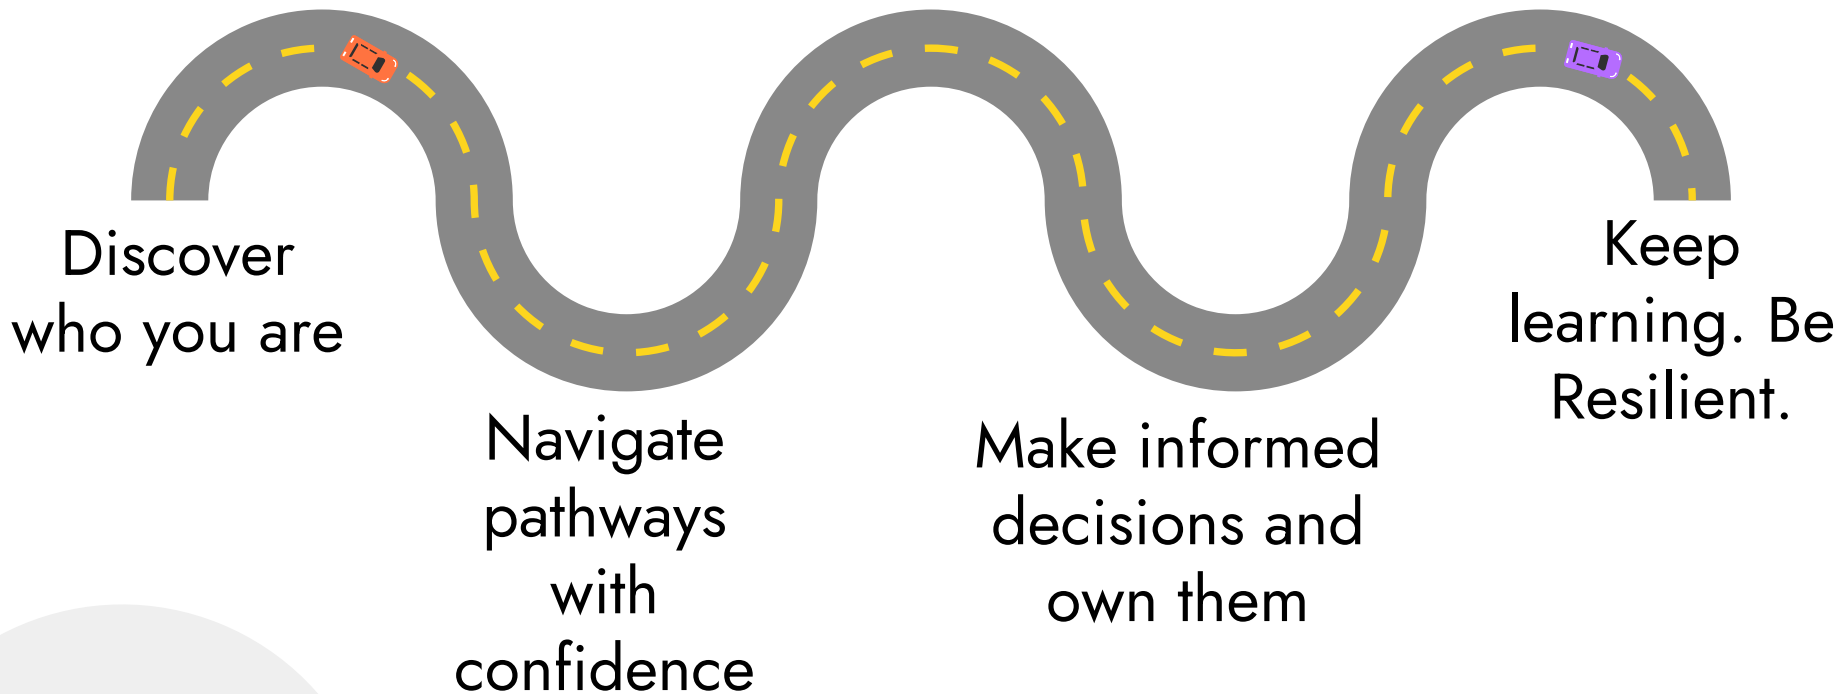 Discover
who you are
Navigate
pathways
with
confidence
Make informed
decisions and
own them
Keep
learning. Be
Resilient.